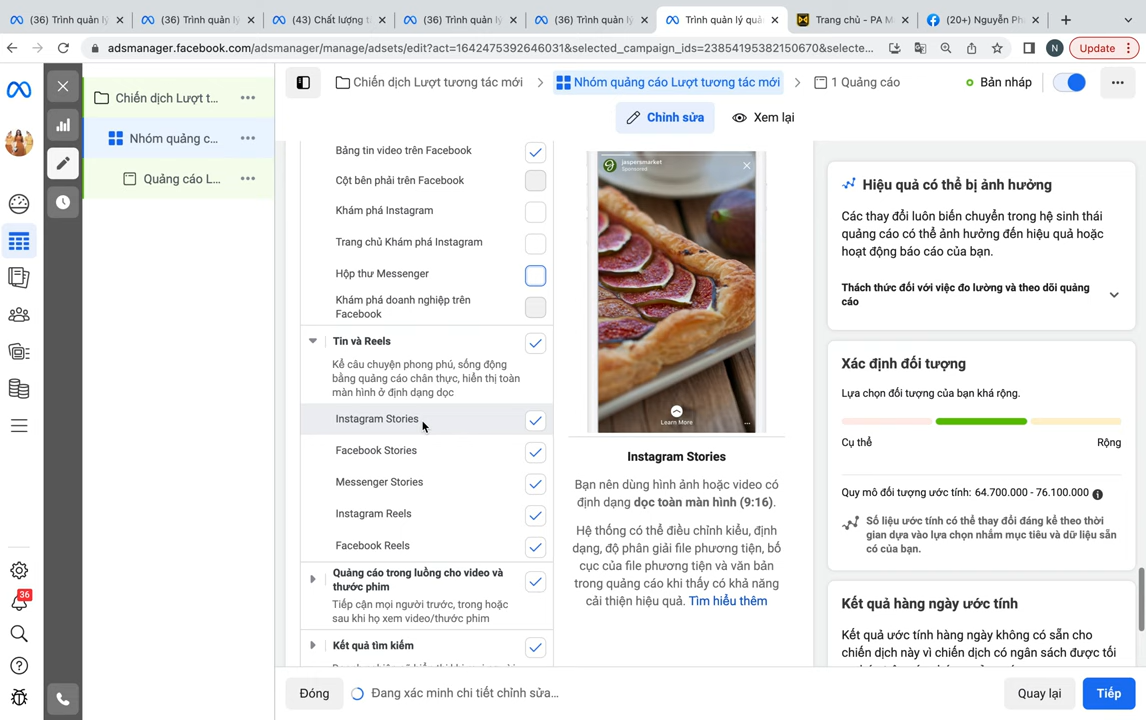 (36) Trình quản lý
(36) Trình quản lý
(43) Chất lượng t
(36) Trình quản lý
(36) Trình quản lý
Trình quản lý quả
Trang chủ - PA M
(20+) Nguyễn Ph
adsmanager.facebook.com/adsmanager/manage/adsets/edit?act=1642475392646031&selected_campaign_ids=23854195382150670&selecte...
N
Update
Chiến dịch Lượt t...
Nhóm quảng c...
Quảng cáo L...
36
Chiến dịch Lượt tương tác mới
Nhóm quảng cáo Lượt tương tác mới
1 Quảng cáo
Bản nháp
Chỉnh sửa
Xem lại
Bảng tin video trên Facebook
Cột bên phải trên Facebook
Khám phá Instagram
Trang chủ Khám phá Instagram
Hộp thư Messenger
Khám phá doanh nghiệp trên
Facebook
Tin và Reels
Kể câu chuyện phong phú, sống động
bằng quảng cáo chân thực, hiển thị toàn
màn hình ở định dạng dọc
Instagram Stories
Facebook Stories
Messenger Stories
Instagram Reels
Facebook Reels
Quảng cáo trong luồng cho video và
thước phim
Tiếp cận mọi người trước, trong hoặc
sau khi họ xem video/thước phim
Kết quả tìm kiếm
jaspersmarket
Sponsored
Learn More
Instagram Stories
Bạn nên dùng hình ảnh hoặc video có
định dạng dọc toàn màn hình (9:16).
Hệ thống có thể điều chỉnh kiểu, định
dạng, độ phân giải file phương tiện, bố
cục của file phương tiện và văn bản
trong quảng cáo khi thấy có khả năng
cải thiện hiệu quả. Tìm hiểu thêm
Hiệu quả có thể bị ảnh hưởng
Các thay đổi luôn biến chuyển trong hệ sinh thái
quảng cáo có thể ảnh hưởng đến hiệu quả hoặc
hoạt động báo cáo của bạn.
Thách thức đối với việc đo lường và theo dõi quảng
cáo
Xác định đối tượng
Lựa chọn đối tượng của bạn khá rộng.
Cụ thể
Rộng
Quy mô đối tượng ước tính: 64.700.000 - 76.100.000
Số liệu ước tính có thể thay đổi đáng kể theo thời
gian dựa vào lựa chọn nhắm mục tiêu và dữ liệu sẵn
có của bạn.
Kết quả hàng ngày ước tính
Kết quả ước tính hàng ngày không có sẵn cho
chiến dịch này vì chiến dịch có ngân sách được tối
Đóng
Đang xác minh chi tiết chỉnh sửa...
Quay lại
Tiếp